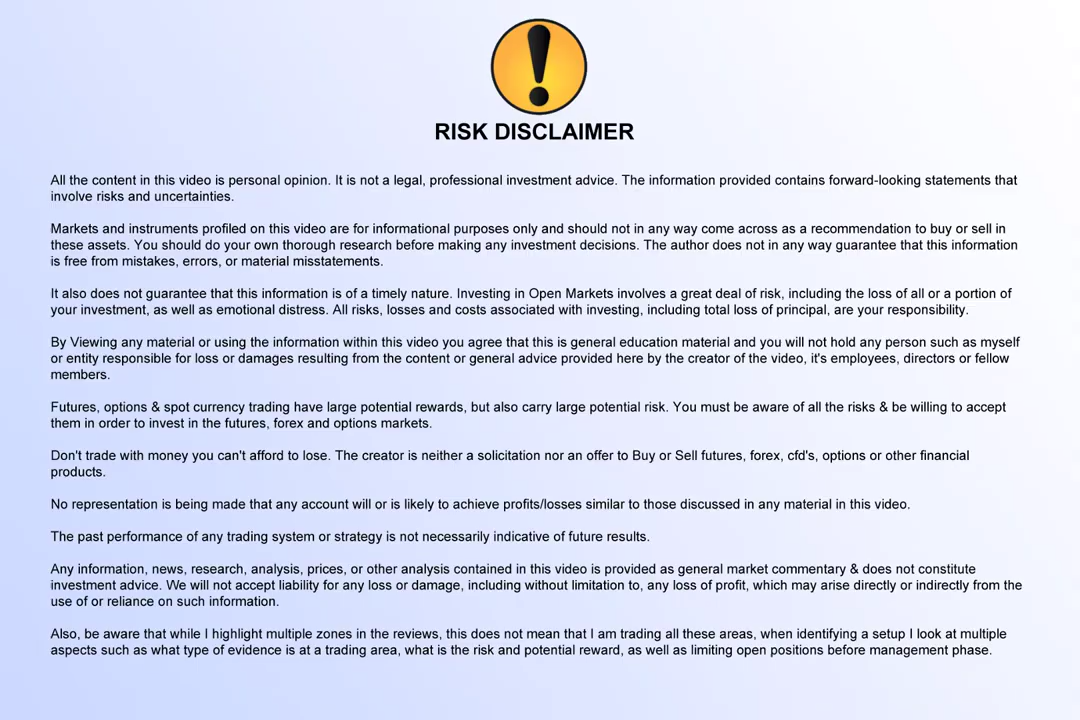 RISK DISCLAIMER
All the content in this video is personal opinion. It is not a legal, professional investment advice. The information provided contains forward-looking statements that
involve risks and uncertainties.
Markets and instruments profiled on this video are for informational purposes only and should not in any way come across as a recommendation to buy or sell in
these assets. You should do your own thorough research before making any investment decisions. The author does not in any way guarantee that this information
is free from mistakes, errors, or material misstatements.
It also does not guarantee that this information is of a timely nature. Investing in Open Markets involves a great deal of risk, including the loss of all or a portion of
your investment, as well as emotional distress. All risks, losses and costs associated with investing, including total loss of principal, are your responsibility.
By Viewing any material or using the information within this video you agree that this is general education material and you will not hold any person such as myself
or entity responsible for loss or damages resulting from the content or general advice provided here by the creator of the video, it's employees, directors or fellow
members.
Futures, options & spot currency trading have large potential rewards, but also carry large potential risk. You must be aware of all the risks & be willing to accept
them in order to invest in the futures, forex and options markets.
Don't trade with money you can't afford to lose. The creator is neither a solicitation nor an offer to Buy or Sell futures, forex, cfd's, options or other financial
products.
No representation is being made that any account will or is likely to achieve profits/losses similar to those discussed in any material in this video.
The past performance of any trading system or strategy is not necessarily indicative of future results.
Any information, news, research, analysis, prices, or other analysis contained in this video is provided as general market commentary & does not constitute
investment advice. We will not accept liability for any loss or damage, including without limitation to, any loss of profit, which may arise directly or indirectly from the
use of or reliance on such information.
Also, be aware that while I highlight multiple zones in the reviews, this does not mean that I am trading all these areas, when identifying a setup I look at multiple
aspects such as what type of evidence is at a trading area, what is the risk and potential reward, as well as limiting open positions before management phase.